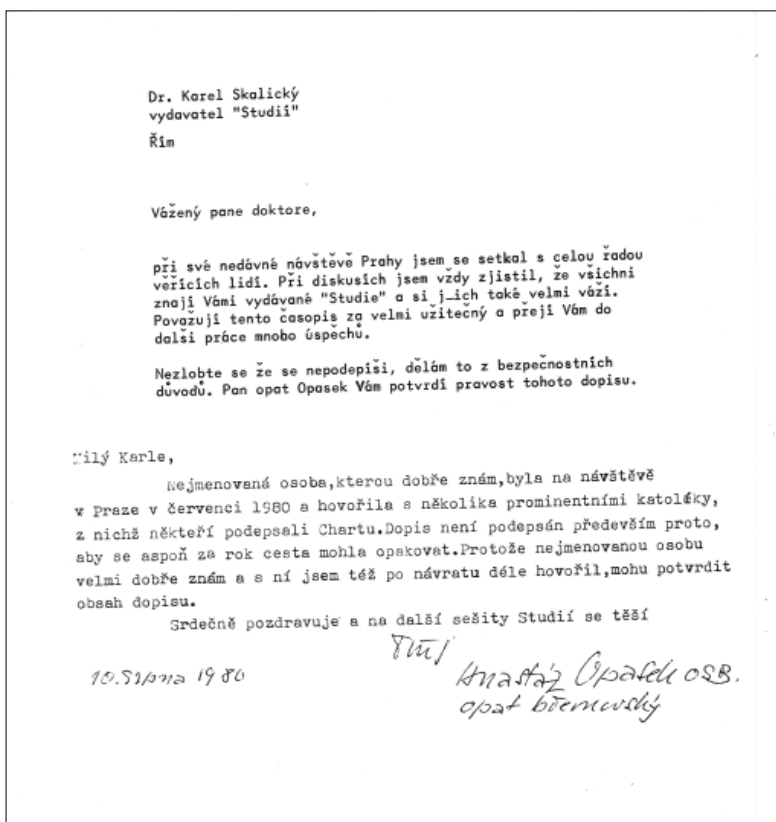 Dr. Karel Skalický
vydavatel "Studií"
Řím
Vážený pane doktore,
při své nedávné návštěvě Prahy jsem se setkal s celou řadou
věřících lidí. Při diskusích jsem vždy zjistil, že všichni
znají Vámi vydávané "Studie" a si j-ich také velmi váží.
Považují tento časopis za velmi užitečný a přejí Vám do
další práce mnobo úspěchů.
Nezlobte se že se nepodepíši, dělám to z bezpečnostních
důvodů. Pan opat Opasek Vám potvrdí pravost tohoto dopisu.
Milý Karle,
Nejmenovaná osoba,kterou dobře znám,byla na návštěvě
v Praze v červenci 1980 a hovořila s několika prominentními katolíky,
z nichž někteří podepsali Chartu.Dopis není podepsán především proto,
aby se aspoň za rok cesta mohla opakovat.Protože nejmenovanou osobu
velmi dobře znám a s ní jsem též po návratu déle hovořil,mohu potvrdit
obsah dopisu.
Srdečně pozdravuje a na další sešity Studií se těší
Tvůj
10. srpna 1980
Anastáz Opasek OSB.
opat břevnovský